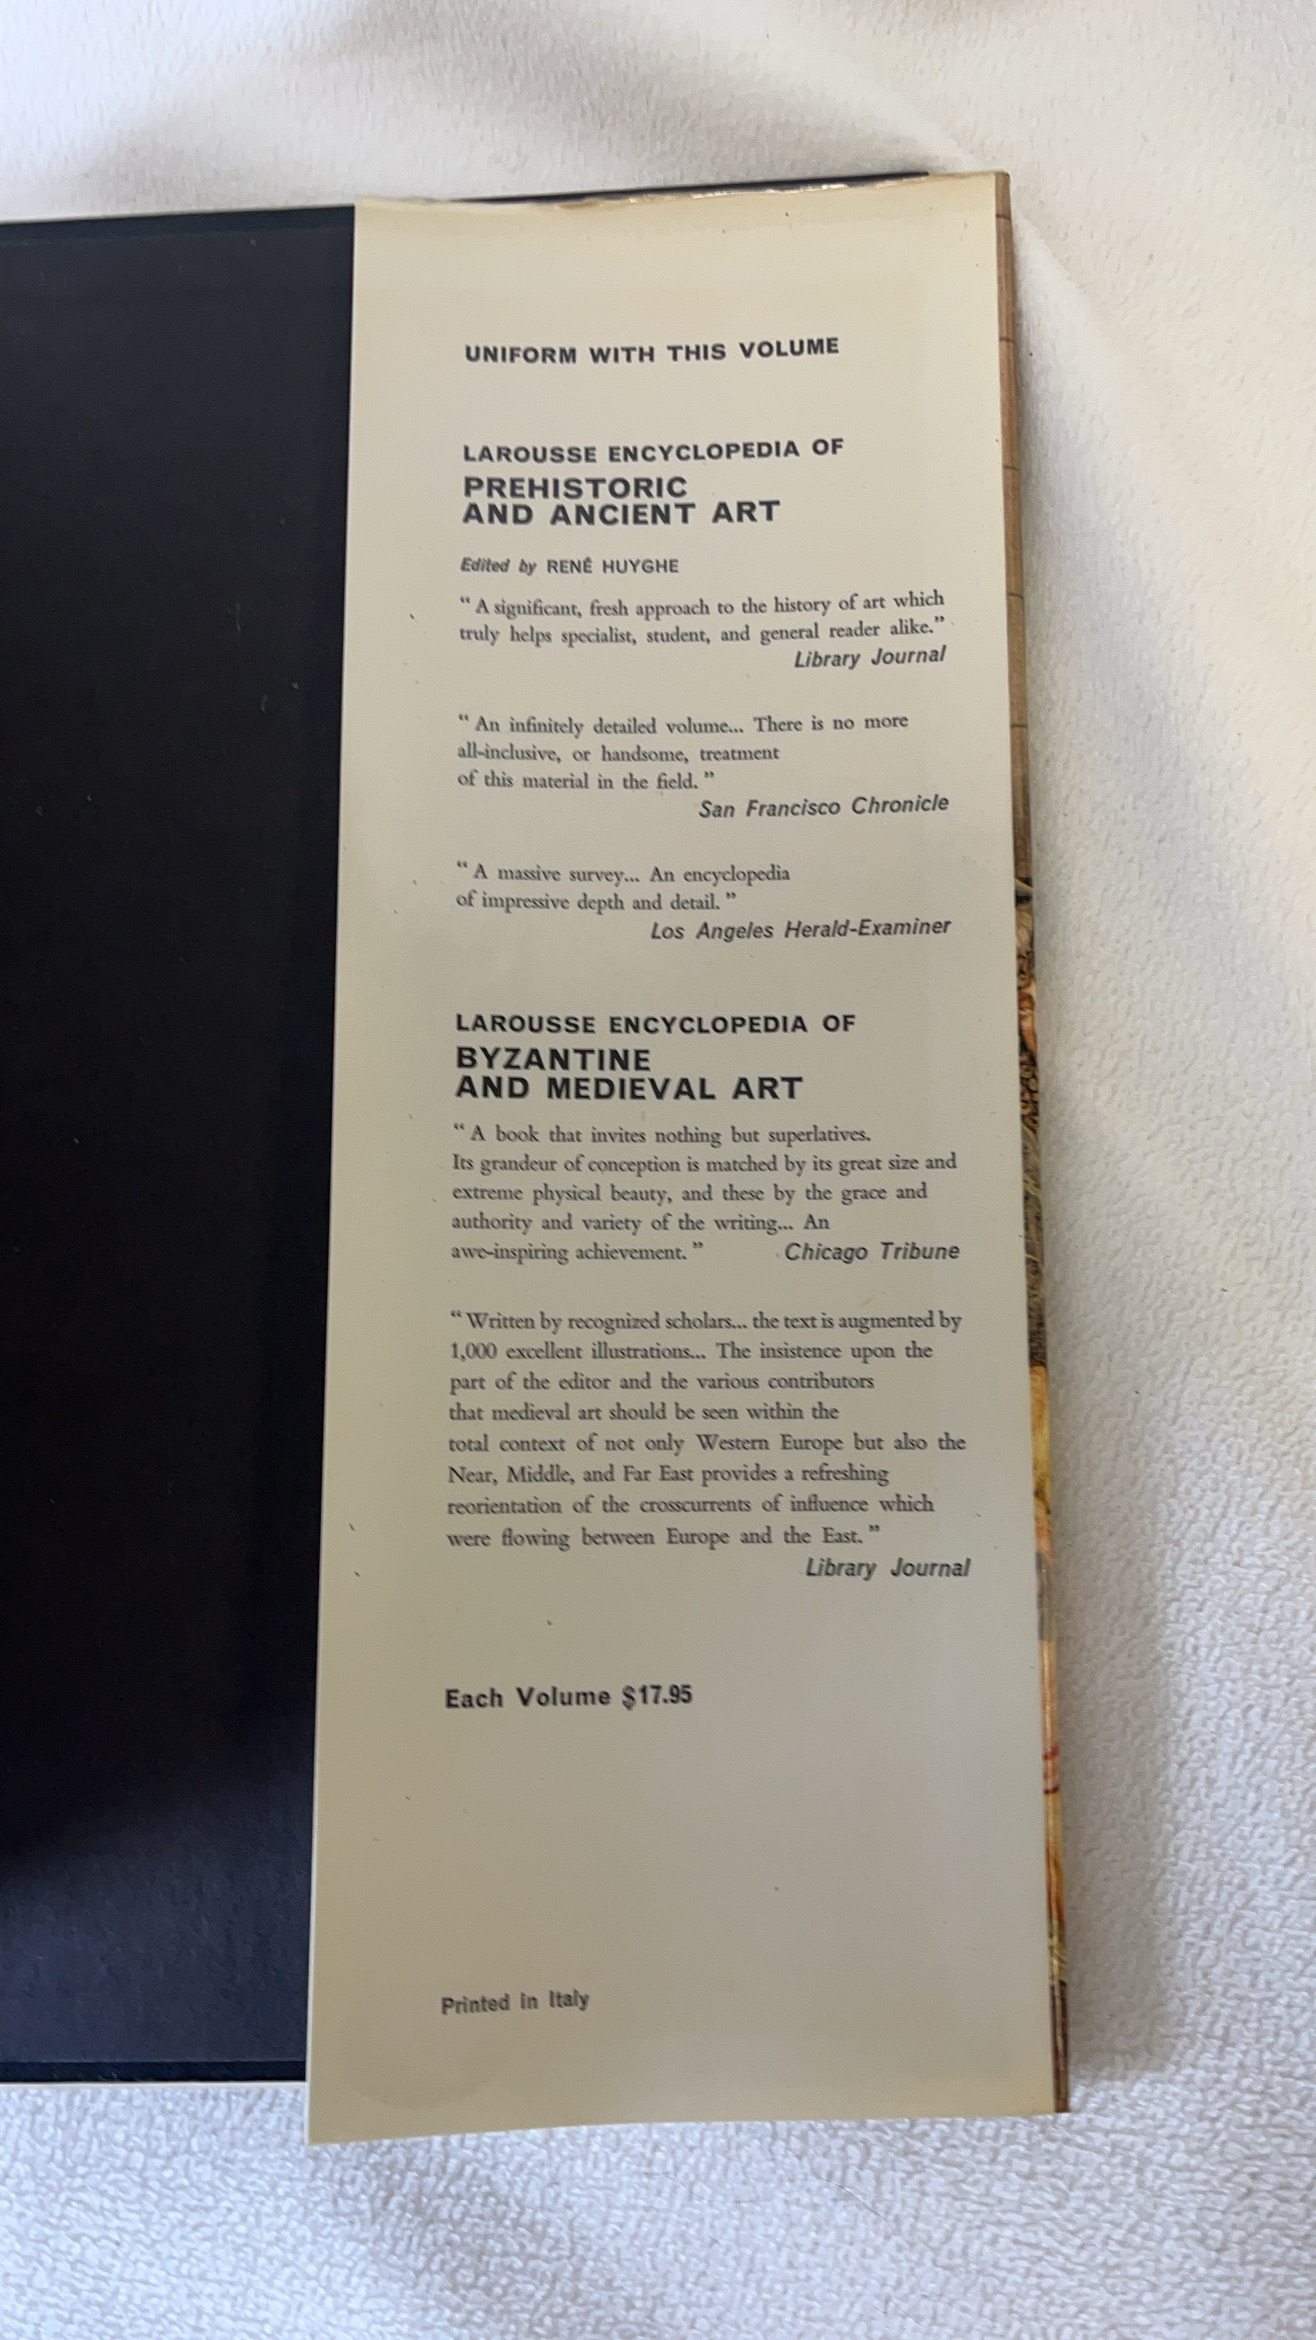 UNIFORM WITH THIS VOLUME
LAROUSSE ENCYCLOPEDIA OF
PREHISTORIC
AND ANCIENT ART
Edited by RENÉ HUYGHE
“ A significant, fresh approach to the history of art which
truly helps specialist, student, and general reader alike.”
Library Journal
“ An infinitely detailed volume... There is no more
all-inclusive, or handsome, treatment
of this material in the field. ”
San Francisco Chronicle
“ A massive survey... An encyclopedia
of impressive depth and detail. ”
Los Angeles Herald-Examiner
LAROUSSE ENCYCLOPEDIA OF
BYZANTINE
AND MEDIEVAL ART
“ A book that invites nothing but superlatives.
Its grandeur of conception is matched by its great size and
extreme physical beauty, and these by the grace and
authority and variety of the writing... An
awe-inspiring achievement. ” Chicago Tribune
“ Written by recognized scholars... the text is augmented by
1,000 excellent illustrations... The insistence upon the
part of the editor and the various contributors
that medieval art should be seen within the
total context of not only Western Europe but also the
Near, Middle, and Far East provides a refreshing
reorientation of the crosscurrents of influence which
were flowing between Europe and the East. ”
Library Journal
Each Volume $17.95
Printed in Italy